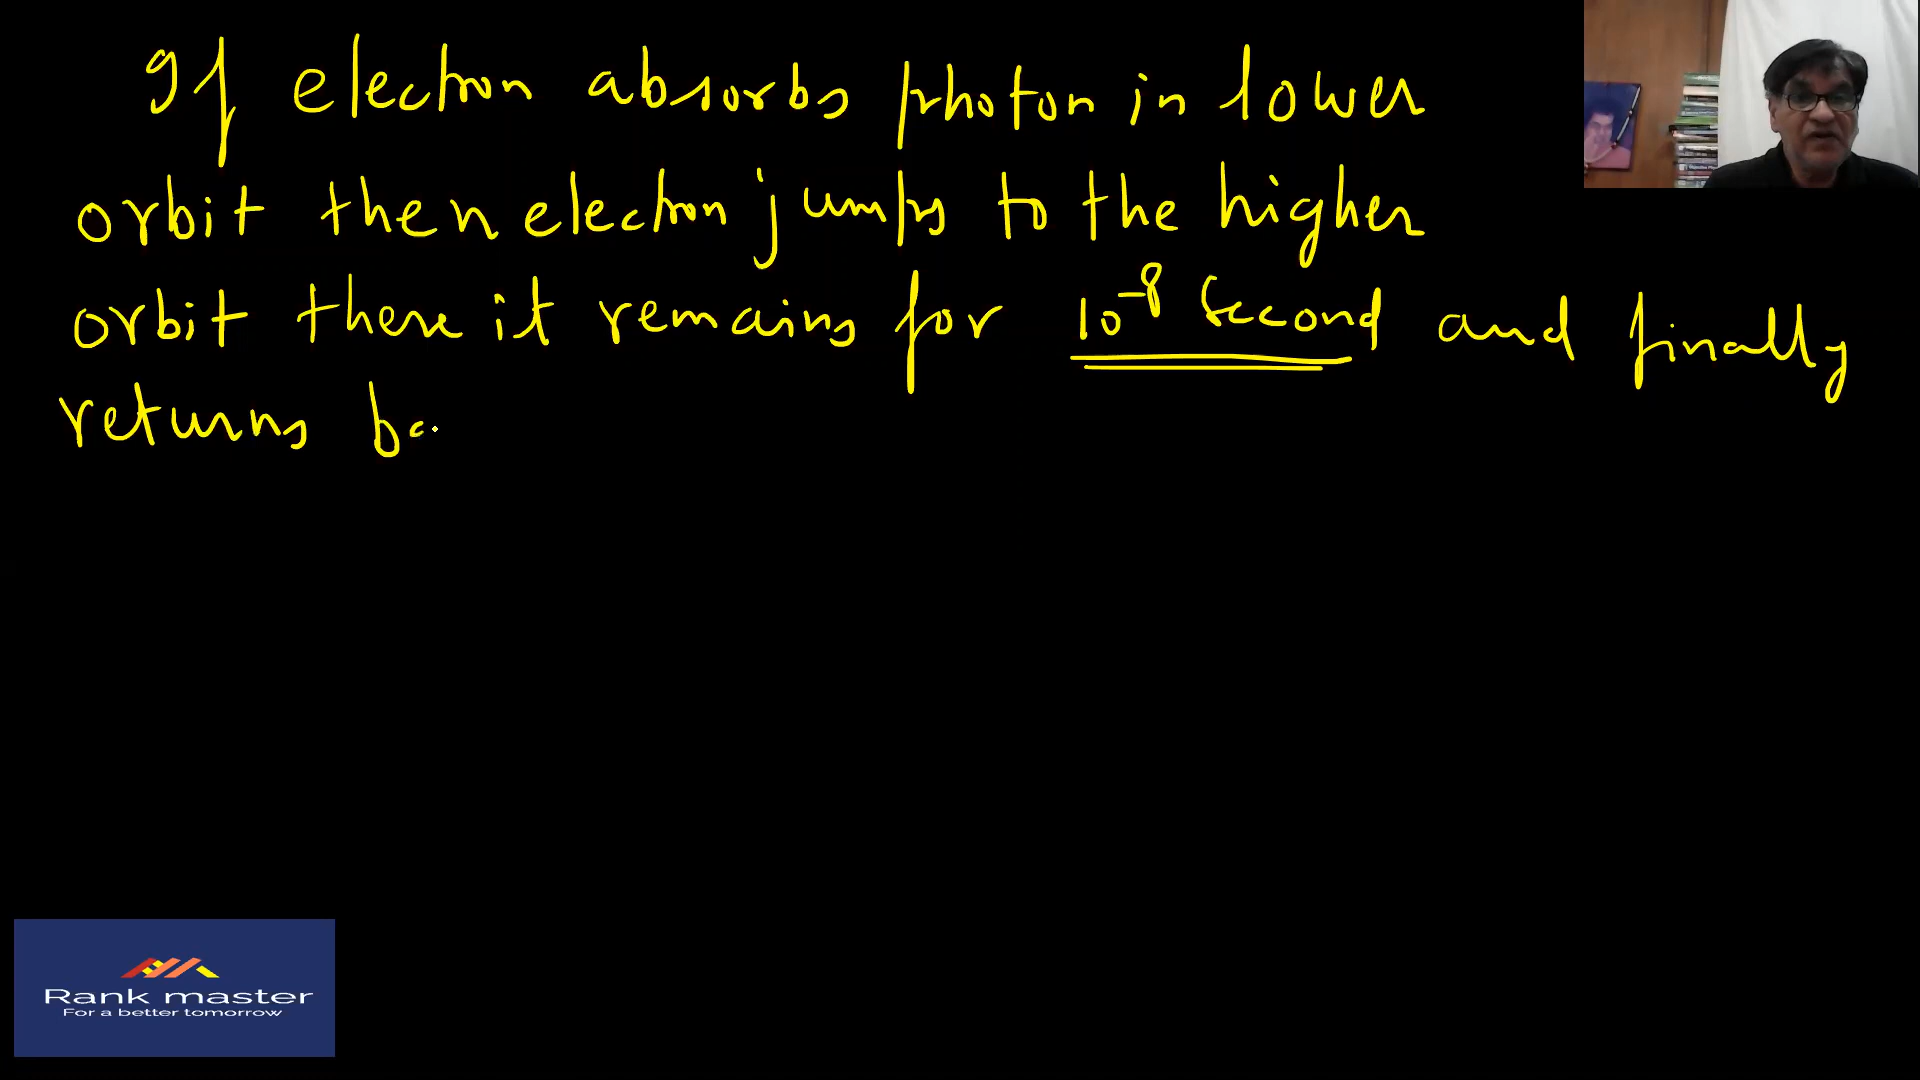 If electron absorbs photon in lower
orbit then electron jumps to the higher
orbit there it remains for 10⁻⁸ second and finally
returns ba
Rank master
For a better tomorrow